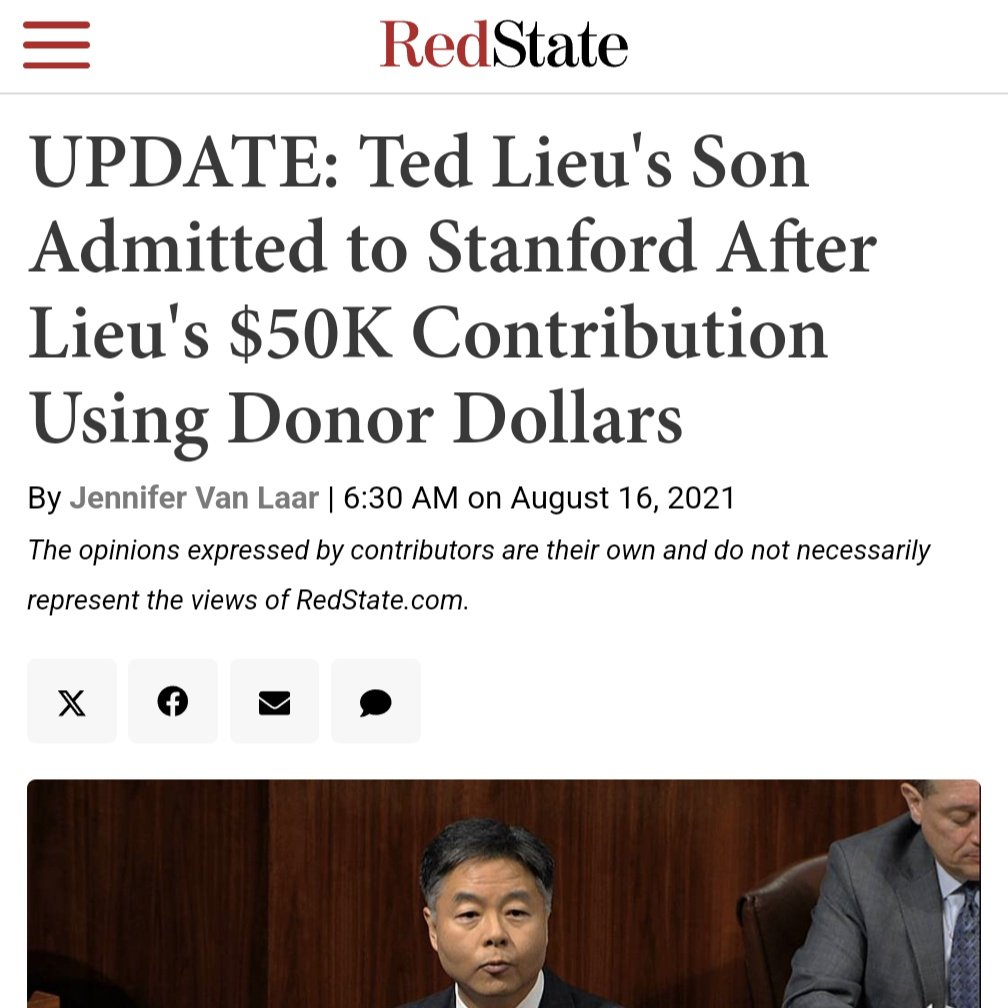 RedState
UPDATE: Ted Lieu's Son
Admitted to Stanford After
Lieu's $50K Contribution
Using Donor Dollars
By Jennifer Van Laar | 6:30 AM on August 16, 2021
The opinions expressed by contributors are their own and do not necessarily
represent the views of RedState.com.